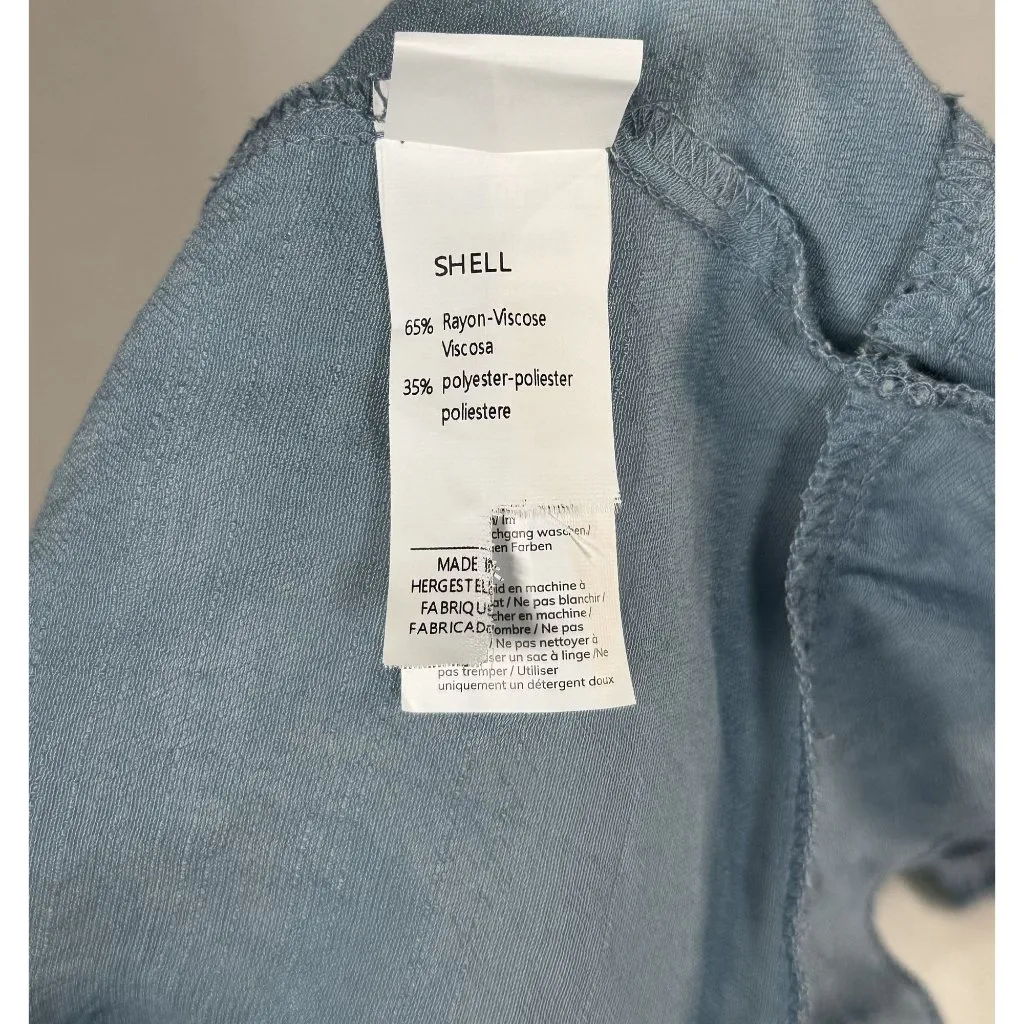 SHELL
65% Rayon-Viscose
Viscosa
35% polyester-poliester
poliestere
MADE
HERGESTEL
FABRIQU
FABRICAD
chgang waschen/
en Farben
en machine à
at / Ne pas blanchir /
cher en machine /
ombre / Ne pas
/ Ne pas nettoyer à
ser un sac à linge /Ne
pas tremper / Utiliser
uniquement un détergent doux